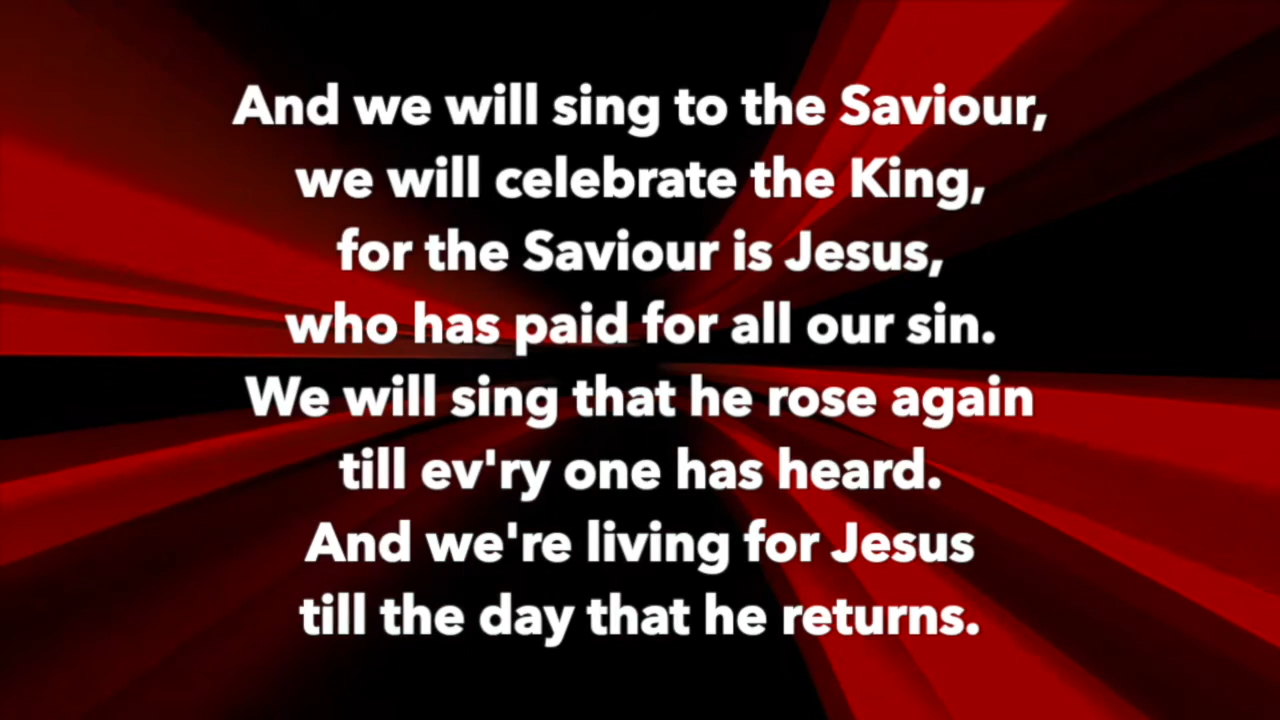 And we will sing to the Saviour,
we will celebrate the King,
for the Saviour is Jesus,
who has paid for all our sin.
We will sing that he rose again
till ev'ry one has heard.
And we're living for Jesus
till the day that he returns.